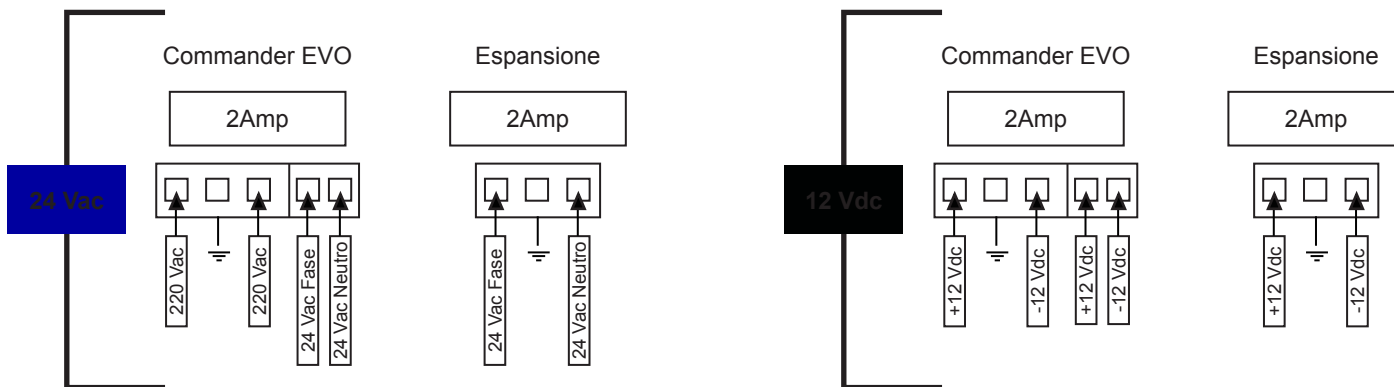 Commander EVO
Espansione
2Amp
2Amp
24 Vac
220 Vac
220 Vac
24 Vac Fase
24 Vac Neutro
24 Vac Fase
24 Vac Neutro
Commander EVO
Espansione
2Amp
2Amp
12 Vdc
+12 Vdc
-12 Vdc
+12 Vdc
-12 Vdc
+12 Vdc
-12 Vdc